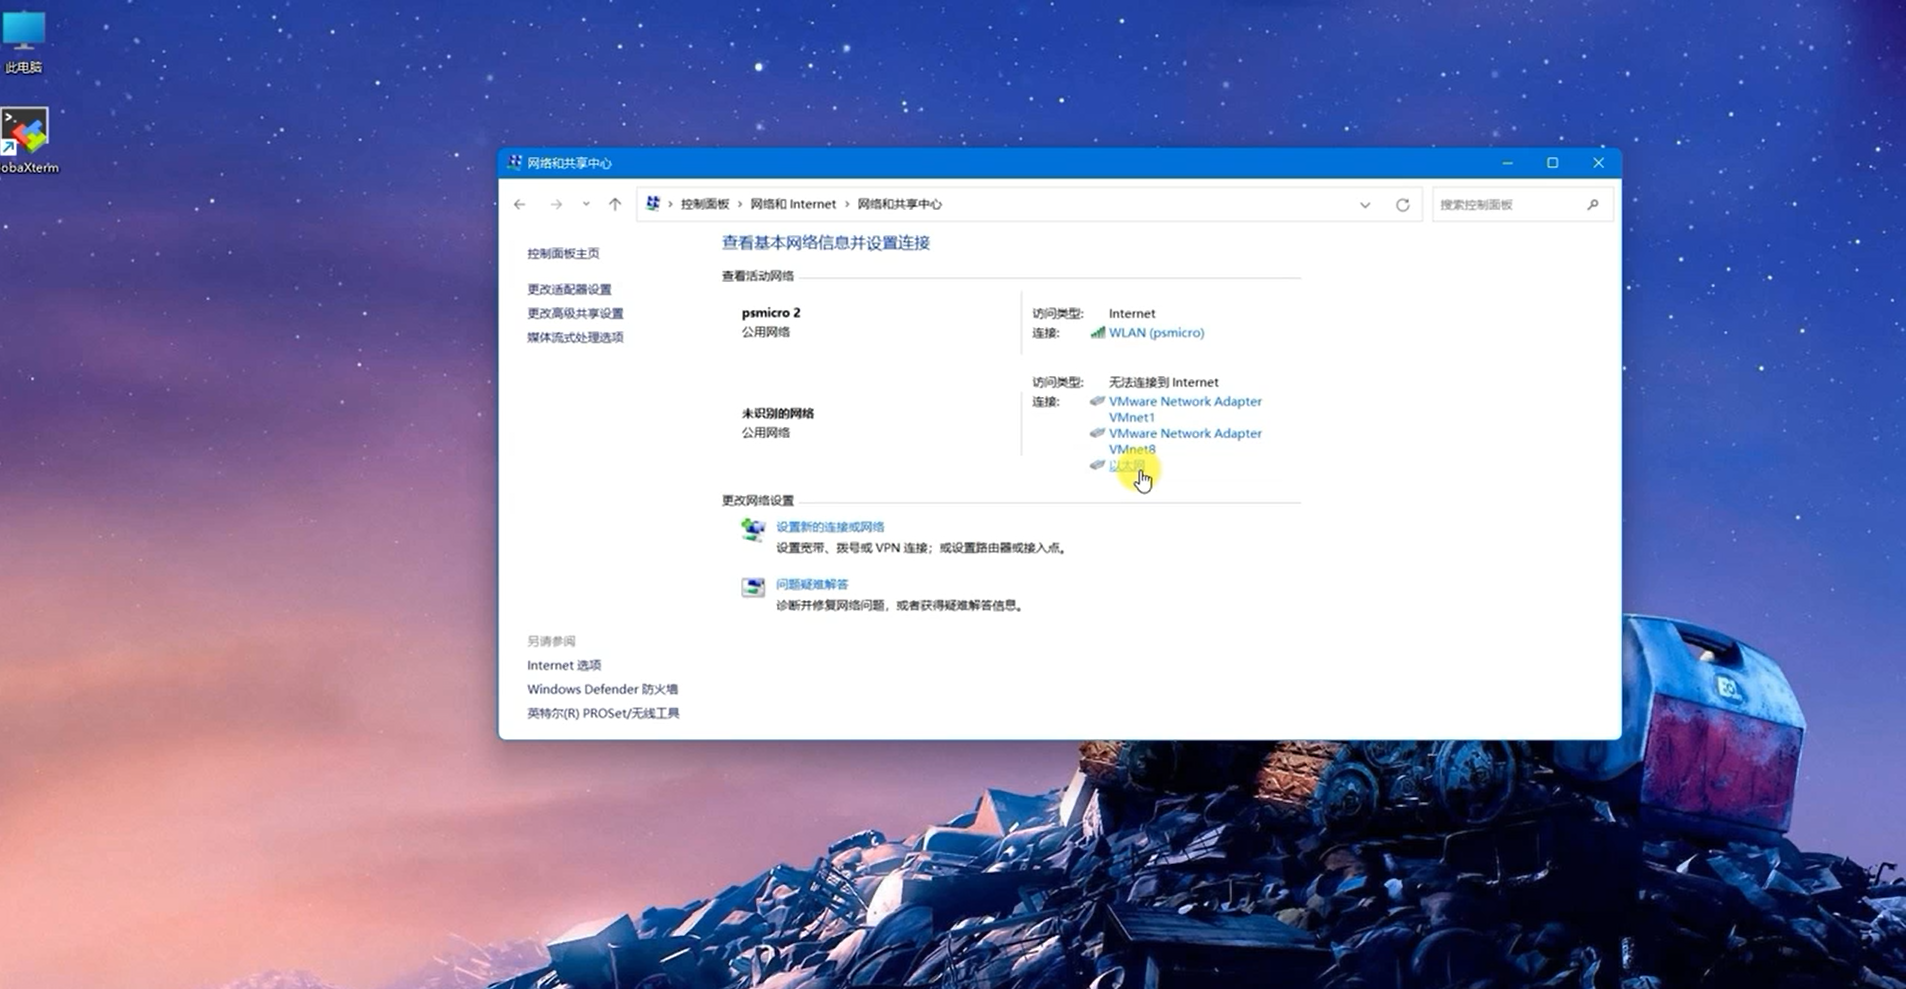 此电脑
obaXterm
网络和共享中心
控制面板 › 网络和 Internet › 网络和共享中心
搜索控制面板
控制面板主页
更改适配器设置
更改高级共享设置
媒体流式处理选项
查看基本网络信息并设置连接
查看活动网络
psmicro 2
公用网络
访问类型: Internet
连接: WLAN (psmicro)
未识别的网络
公用网络
访问类型: 无法连接到 Internet
连接: VMware Network Adapter
VMnet1
VMware Network Adapter
VMnet8
以太网
更改网络设置
设置新的连接或网络
设置宽带、拨号或 VPN 连接；或设置路由器或接入点。
问题疑难解答
诊断并修复网络问题，或者获得疑难解答信息。
另请参阅
Internet 选项
Windows Defender 防火墙
英特尔(R) PROSet/无线工具